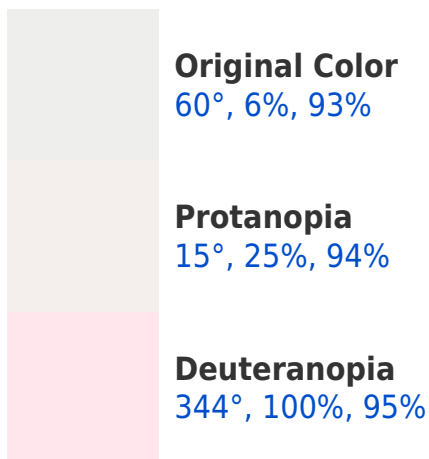 Original Color
60°, 6%, 93%
Protanopia
15°, 25%, 94%
Deuteranopia
344°, 100%, 95%